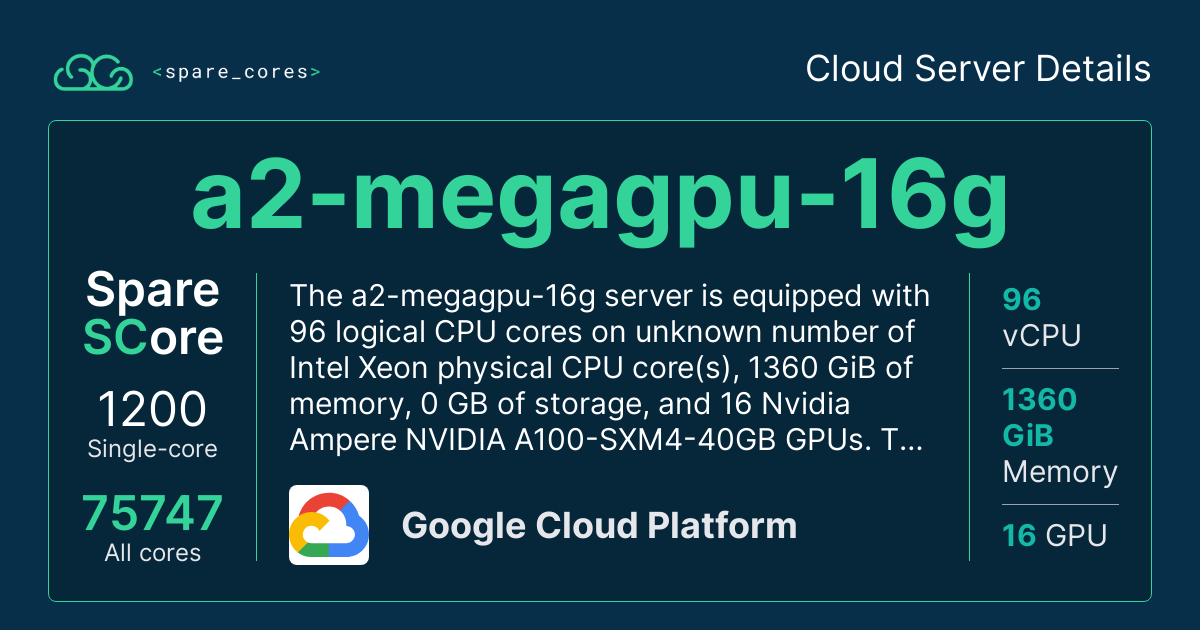 <spare_cores>
Cloud Server Details
a2-megagpu-16g
Spare
SCore
1200
Single-core
75747
All cores
The a2-megagpu-16g server is equipped with
96 logical CPU cores on unknown number of
Intel Xeon physical CPU core(s), 1360 GiB of
memory, 0 GB of storage, and 16 Nvidia
Ampere NVIDIA A100-SXM4-40GB GPUs. T...
Google Cloud Platform
96
vCPU
1360
GiB
Memory
16 GPU